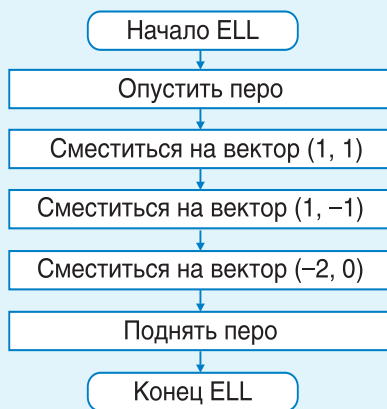 Начало ELL
Опустить перо
Сместиться на вектор (1, 1)
Сместиться на вектор (1, –1)
Сместиться на вектор (–2, 0)
Поднять перо
Конец ELL